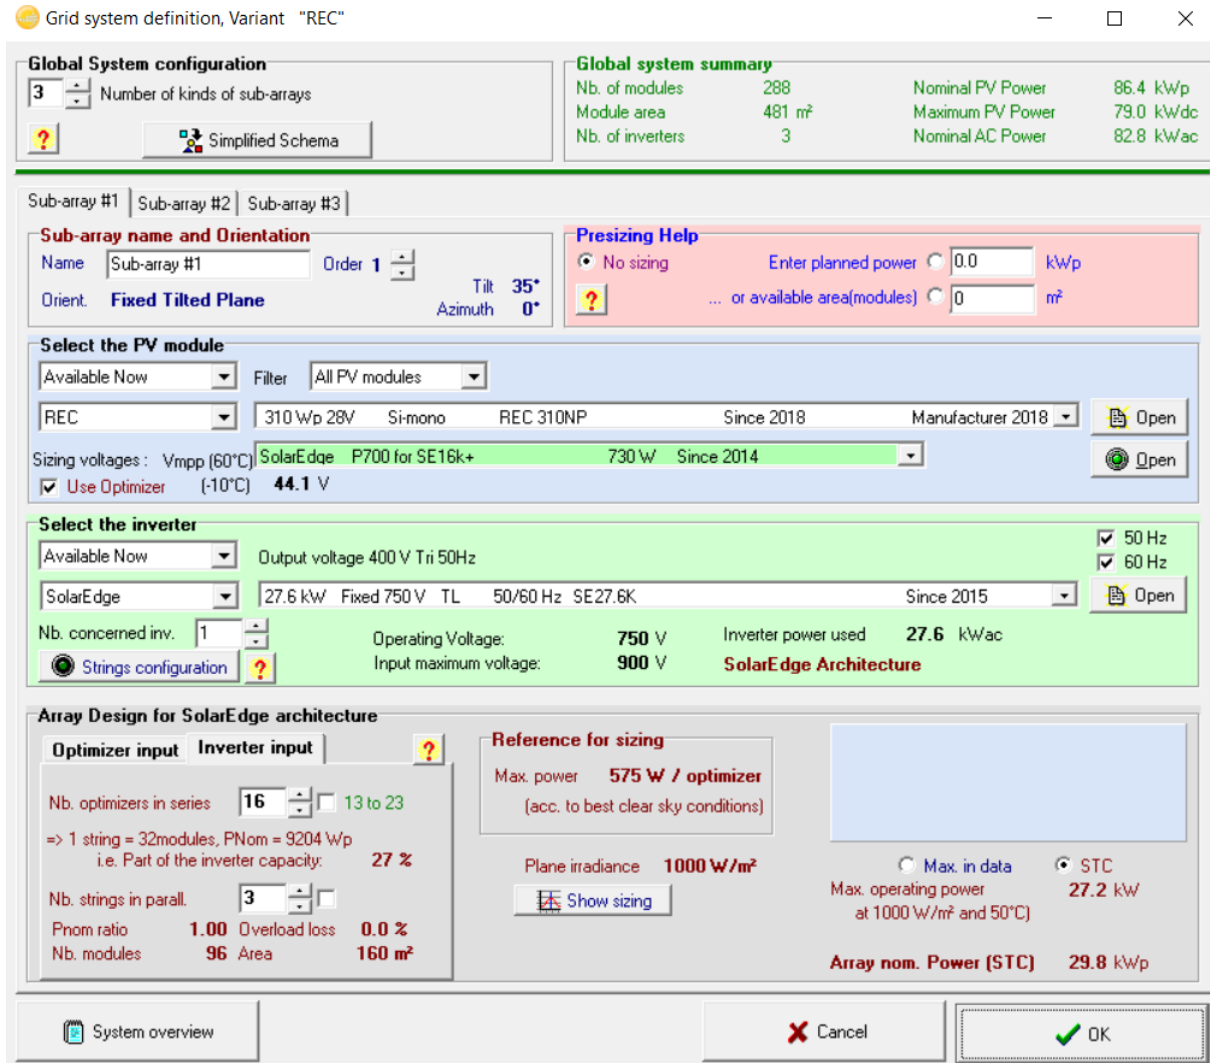 Grid system definition, Variant "REC"
Global System configuration
3 Number of kinds of sub-arrays
? Simplified Schema
Global system summary
Nb. of modules 288 Nominal PV Power 86.4 kWp
Module area 481 m² Maximum PV Power 79.0 kWdc
Nb. of inverters 3 Nominal AC Power 82.8 kWac
Sub-array #1 Sub-array #2 Sub-array #3
Sub-array name and Orientation
Name Sub-array #1 Order 1
Orient. Fixed Tilted Plane
Tilt 35°
Azimuth 0°
Presizing Help
No sizing Enter planned power 0.0 kWp
? ... or available area(modules) 0 m²
Select the PV module
Available Now Filter All PV modules
REC 310 Wp 28V Si-mono REC 310NP Since 2018 Manufacturer 2018 Open
Sizing voltages : Vmpp (60°C) SolarEdge P700 for SE16k+ 730 W Since 2014 Open
Use Optimizer (-10°C) 44.1 V
Select the inverter
Available Now Output voltage 400 V Tri 50Hz
50 Hz
60 Hz
SolarEdge 27.6 kW Fixed 750 V TL 50/60 Hz SE27.6K Since 2015 Open
Nb. concerned inv. 1 Operating Voltage: 750 V Inverter power used 27.6 kWac
Strings configuration ? Input maximum voltage: 900 V SolarEdge Architecture
Array Design for SolarEdge architecture
Optimizer input Inverter input ?
Nb. optimizers in series 16 13 to 23
=> 1 string = 32modules, PNom = 9204 Wp
i.e. Part of the inverter capacity: 27 %
Nb. strings in parall. 3
Pnom ratio 1.00 Overload loss 0.0 %
Nb. modules 96 Area 160 m²
Reference for sizing
Max. power 575 W / optimizer
(acc. to best clear sky conditions)
Plane irradiance 1000 W/m²
Show sizing
Max. in data STC
Max. operating power 27.2 kW
at 1000 W/m² and 50°C)
Array nom. Power (STC) 29.8 kWp
System overview Cancel OK